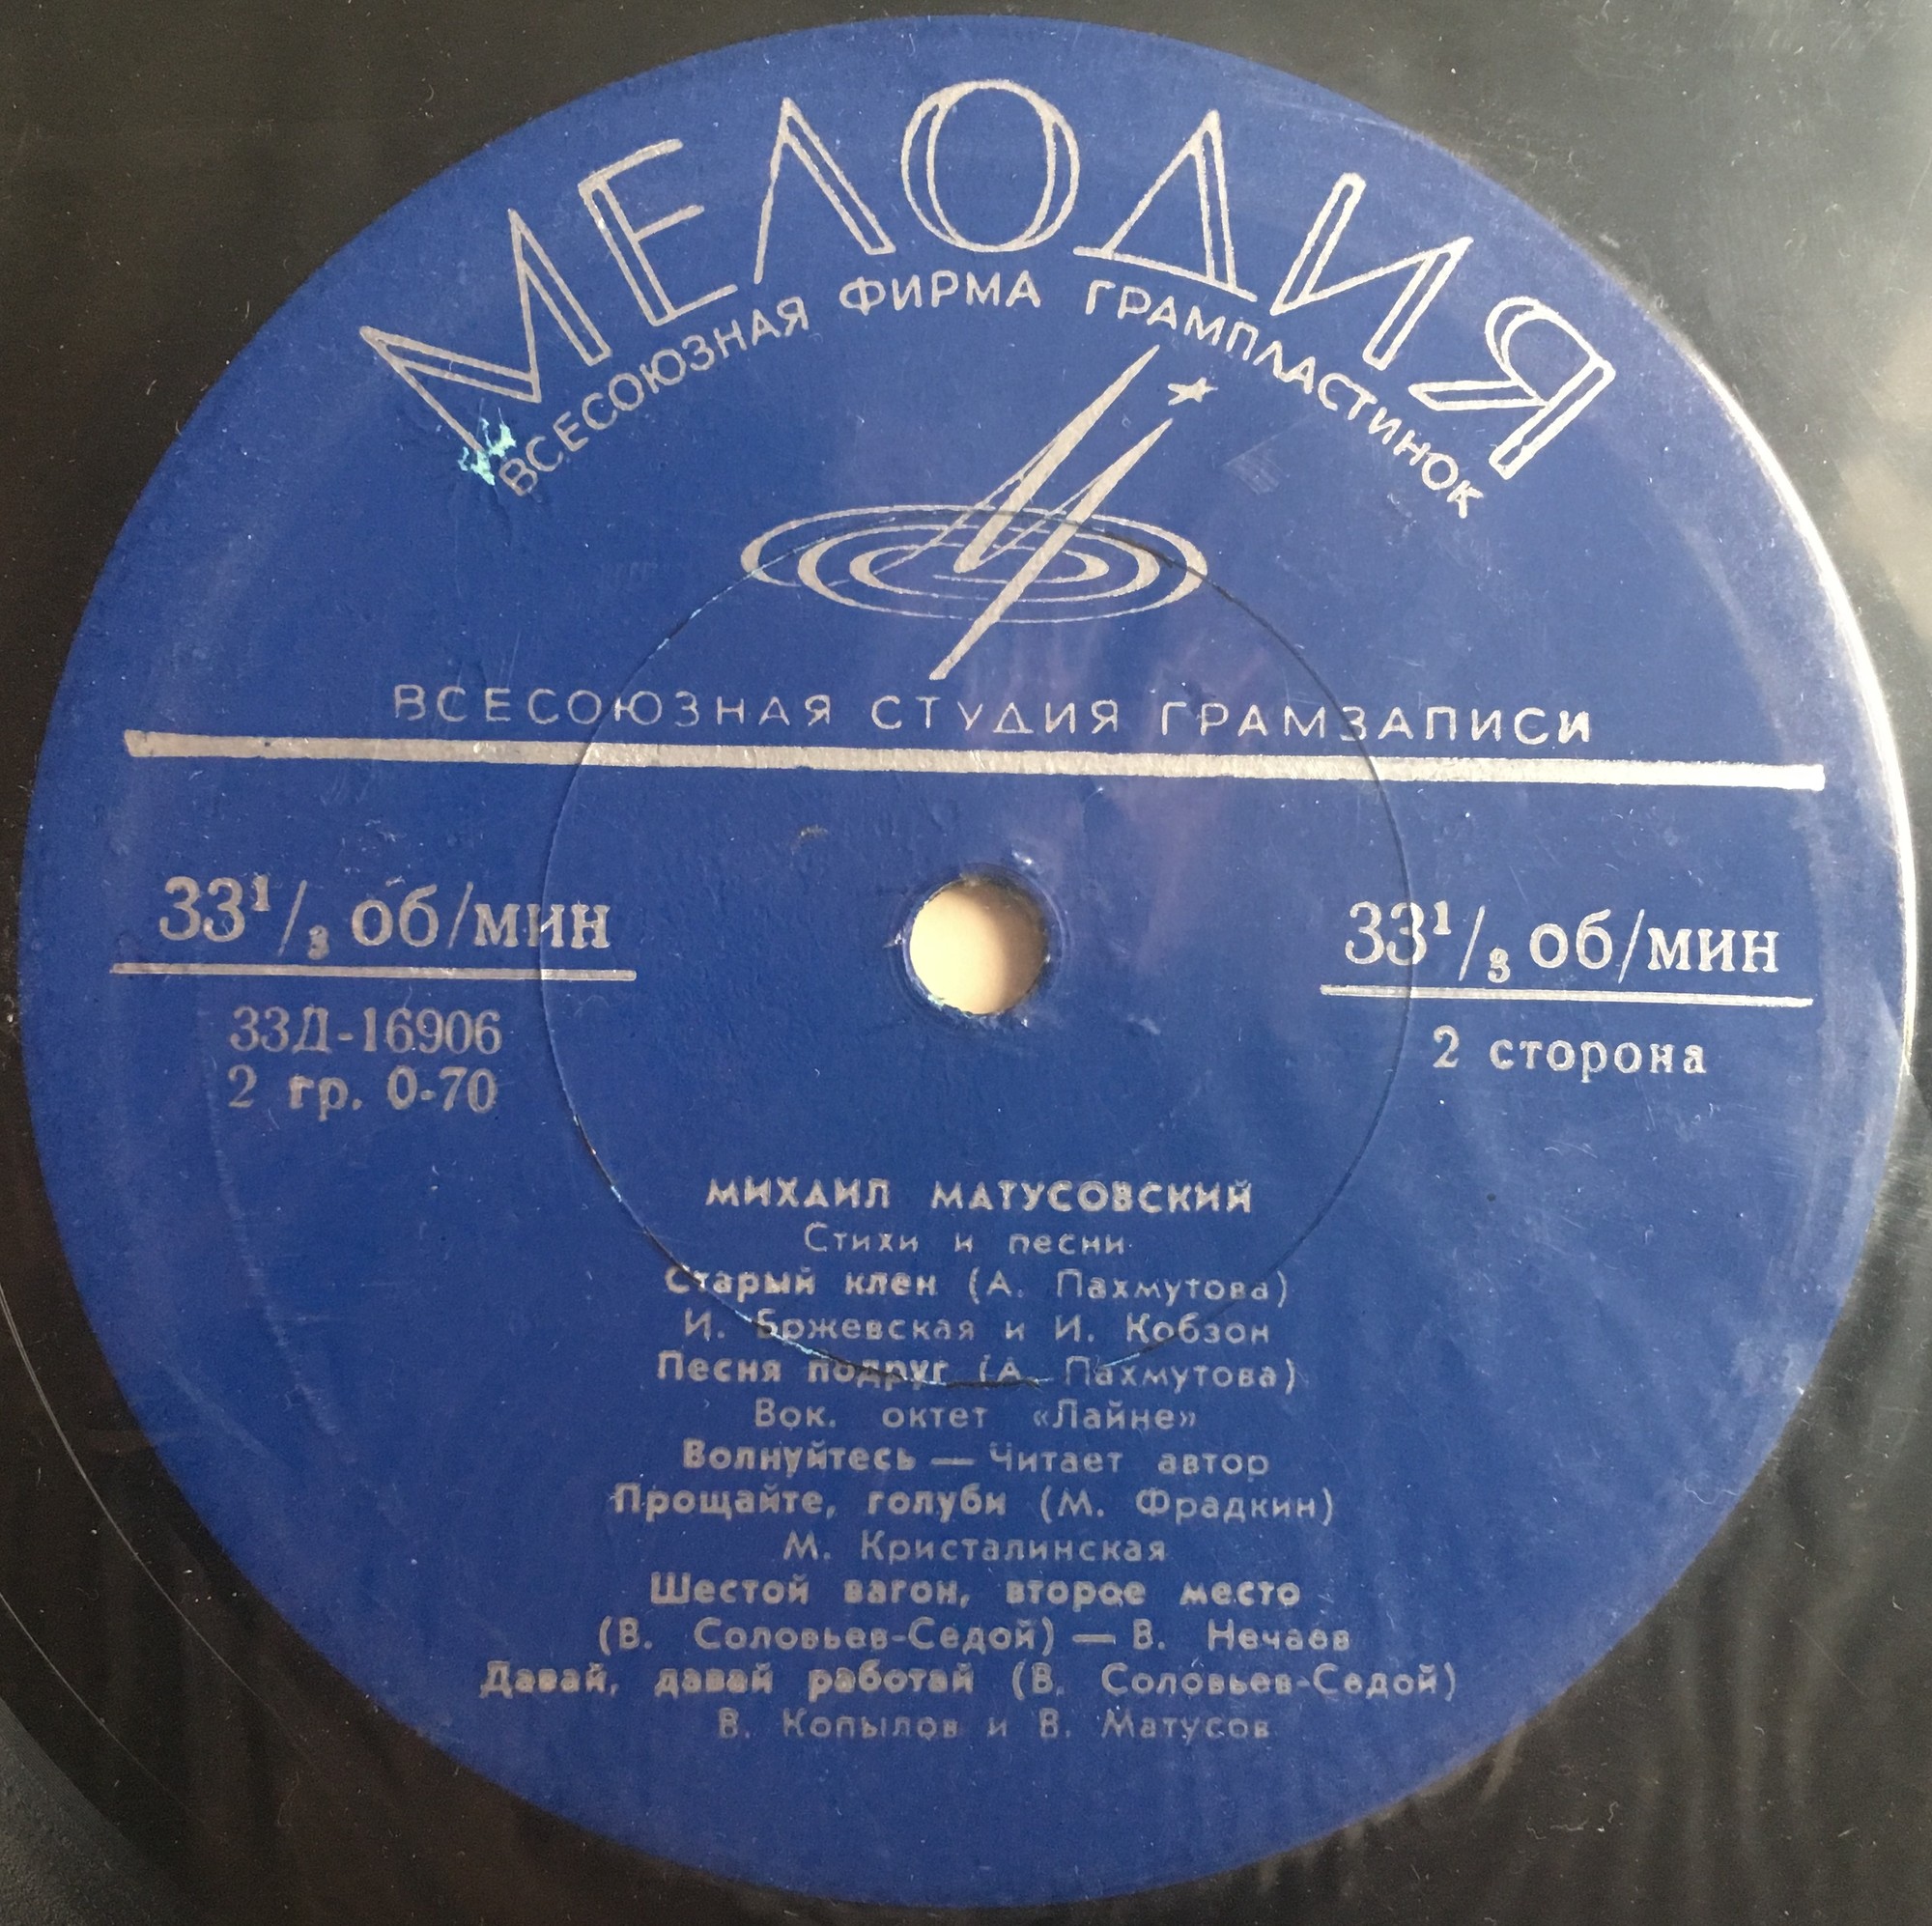 МЕЛОДИЯ
ВСЕСОЮЗНАЯ ФИРМА ГРАМПЛАСТИНОК
ВСЕСОЮЗНАЯ СТУДИЯ ГРАМЗАПИСИ
33¹/₃ об/мин
33Д-16906
2 гр. 0-70
33¹/₃ об/мин
2 сторона
МИХАИЛ МАТУСОВСКИЙ
Стихи и песни
Старый клен (А. Пахмутова)
И. Бржевская и И. Кобзон
Песня подруг (А. Пахмутова)
Вок. октет «Лайне»
Волнуйтесь — Читает автор
Прощайте, голуби (М. Фрадкин)
М. Кристалинская
Шестой вагон, второе место
(В. Соловьев-Седой) — В. Нечаев
Давай, давай работай (В. Соловьев-Седой)
В. Копылов и В. Матусов